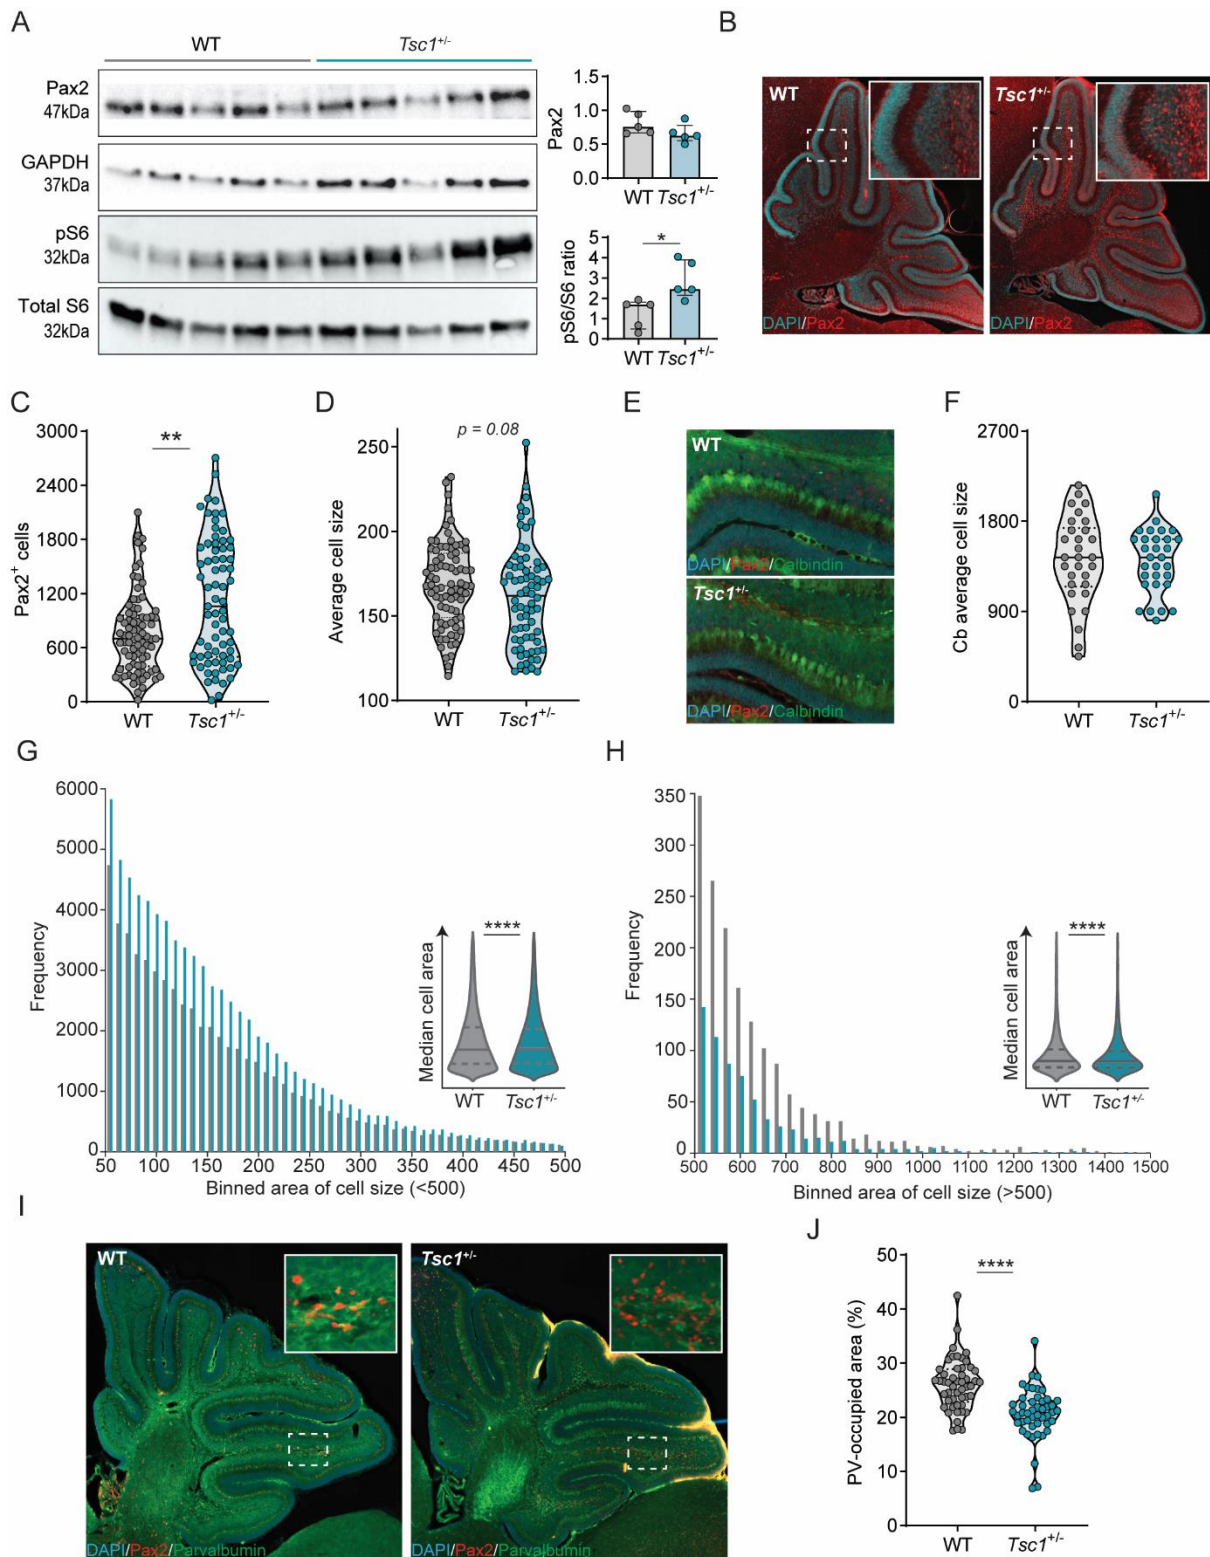 A
WT
Tsc1+/-
Pax2
47kDa
GAPDH
37kDa
pS6
32kDa
Total S6
32kDa
Pax2
1.5
1.0
0.5
0.0
WT Tsc1+/-
pS6/S6 ratio
*
5
4
3
2
1
0
WT Tsc1+/-
B
WT
DAPI/Pax2
Tsc1+/-
DAPI/Pax2
C
Pax2+ cells
3000
2400
1800
1200
600
0
**
WT Tsc1+/-
D
Average cell size
250
200
150
100
p = 0.08
WT Tsc1+/-
E
WT
DAPI/Pax2/Calbindin
Tsc1+/-
DAPI/Pax2/Calbindin
F
Cb average cell size
2700
1800
900
0
WT Tsc1+/-
G
Frequency
6000
5000
4000
3000
2000
1000
0
50 100 150 200 250 300 350 400 450 500
Binned area of cell size (<500)
Median cell area
****
WT Tsc1+/-
H
Frequency
350
300
250
200
150
100
50
0
500 600 700 800 900 1000 1100 1200 1300 1400 1500
Binned area of cell size (>500)
Median cell area
****
WT Tsc1+/-
I
WT
DAPI/Pax2/Parvalbumin
Tsc1+/-
DAPI/Pax2/Parvalbumin
J
PV-occupied area (%)
50
40
30
20
10
0
****
WT Tsc1+/-